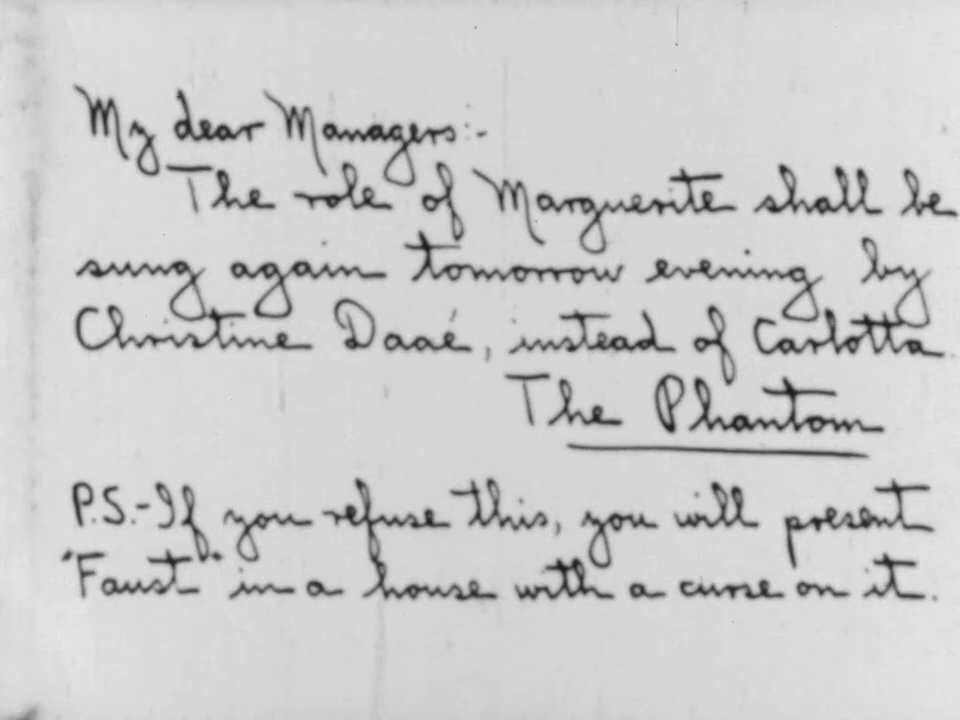 My dear Managers:-
The role of Marguerite shall be
sung again tomorrow evening by
Christine Daaé, instead of Carlotta.
The Phantom
P.S.-If you refuse this, you will present
"Faust" in a house with a curse on it.